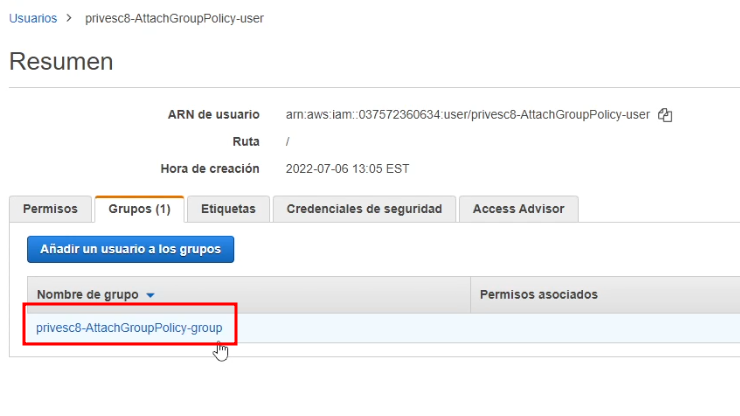 Usuarios > privesc8-AttachGroupPolicy-user
Resumen
ARN de usuario arn:aws:iam::037572360634:user/privesc8-AttachGroupPolicy-user
Ruta /
Hora de creación 2022-07-06 13:05 EST
Permisos Grupos (1) Etiquetas Credenciales de seguridad Access Advisor
Añadir un usuario a los grupos
Nombre de grupo Permisos asociados
privesc8-AttachGroupPolicy-group